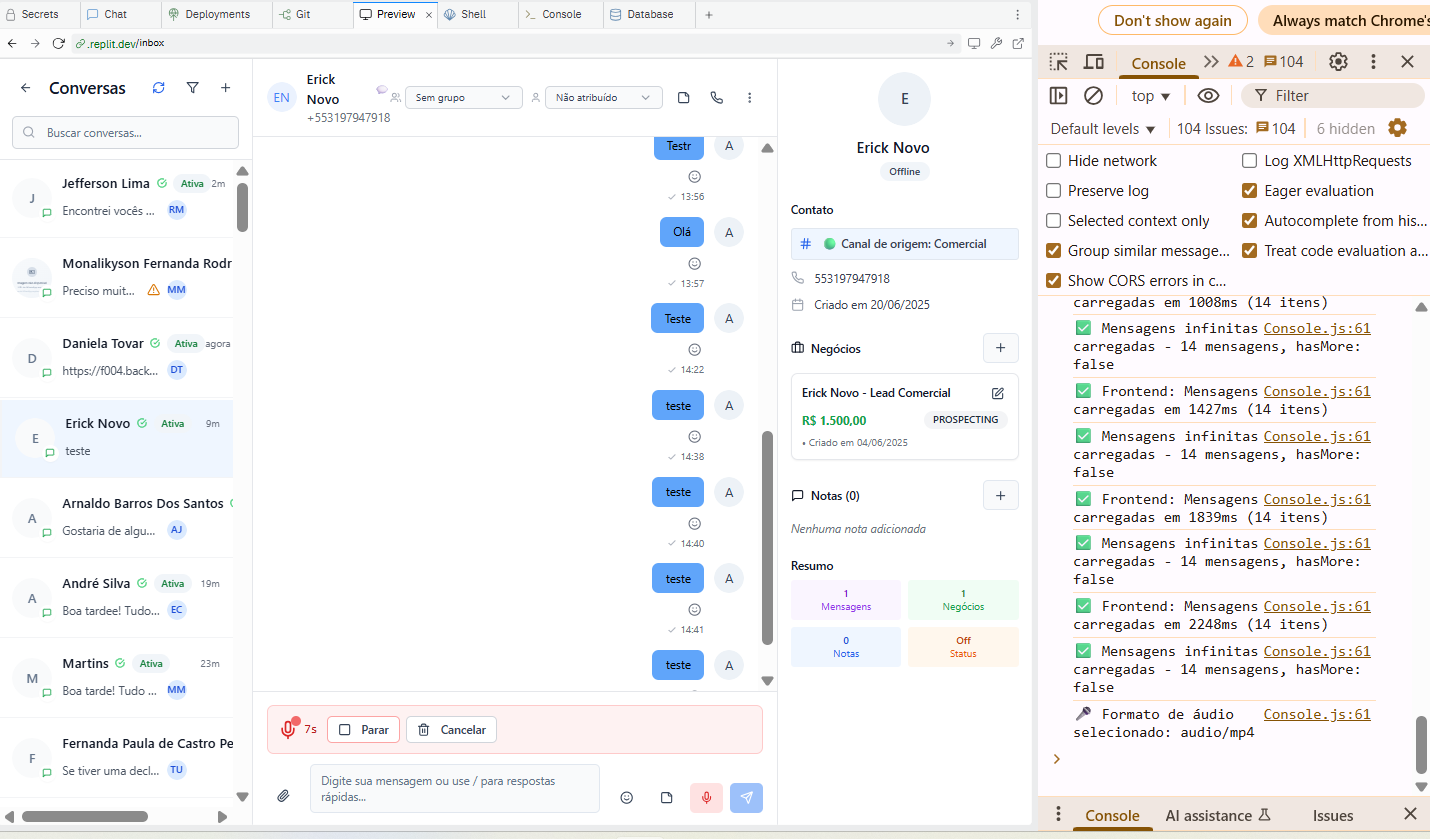 Secrets
Chat
Deployments
Git
Preview
Shell
Console
Database
.replit.dev/inbox
Conversas
Buscar conversas...
J
Jefferson Lima
Ativa
2m
Encontrei vocês ...
RM
Monalikyson Fernanda Rodr
Preciso muit...
MM
D
Daniela Tovar
Ativa
agora
https://f004.back...
DT
E
Erick Novo
Ativa
9m
teste
A
Arnaldo Barros Dos Santos
Gostaria de algu...
AJ
A
André Silva
Ativa
19m
Boa tardee! Tudo...
EC
M
Martins
Ativa
23m
Boa tarde! Tudo ...
MM
F
Fernanda Paula de Castro Pe
Se tiver uma decl...
TU
EN
Erick
Novo
+553197947918
Sem grupo
Não atribuído
Testr
A
13:56
Olá
A
13:57
Teste
A
14:22
teste
A
14:38
teste
A
14:40
teste
A
14:41
teste
A
7s
Parar
Cancelar
Digite sua mensagem ou use / para respostas
rápidas...
E
Erick Novo
Offline
Contato
# Canal de origem: Comercial
553197947918
Criado em 20/06/2025
Negócios
Erick Novo - Lead Comercial
R$ 1.500,00
PROSPECTING
• Criado em 04/06/2025
Notas (0)
Nenhuma nota adicionada
Resumo
1
Mensagens
1
Negócios
0
Notas
Off
Status
Don't show again
Always match Chrome's
Console
2
104
top
Filter
Default levels
104 Issues:
104
6 hidden
Hide network
Log XMLHttpRequests
Preserve log
Eager evaluation
Selected context only
Autocomplete from his...
Group similar message...
Treat code evaluation a...
Show CORS errors in c...
carregadas em 1008ms (14 itens)
Mensagens infinitas Console.js:61
carregadas - 14 mensagens, hasMore:
false
Frontend: Mensagens Console.js:61
carregadas em 1427ms (14 itens)
Mensagens infinitas Console.js:61
carregadas - 14 mensagens, hasMore:
false
Frontend: Mensagens Console.js:61
carregadas em 1839ms (14 itens)
Mensagens infinitas Console.js:61
carregadas - 14 mensagens, hasMore:
false
Frontend: Mensagens Console.js:61
carregadas em 2248ms (14 itens)
Mensagens infinitas Console.js:61
carregadas - 14 mensagens, hasMore:
false
Formato de áudio Console.js:61
selecionado: audio/mp4
Console
AI assistance
Issues